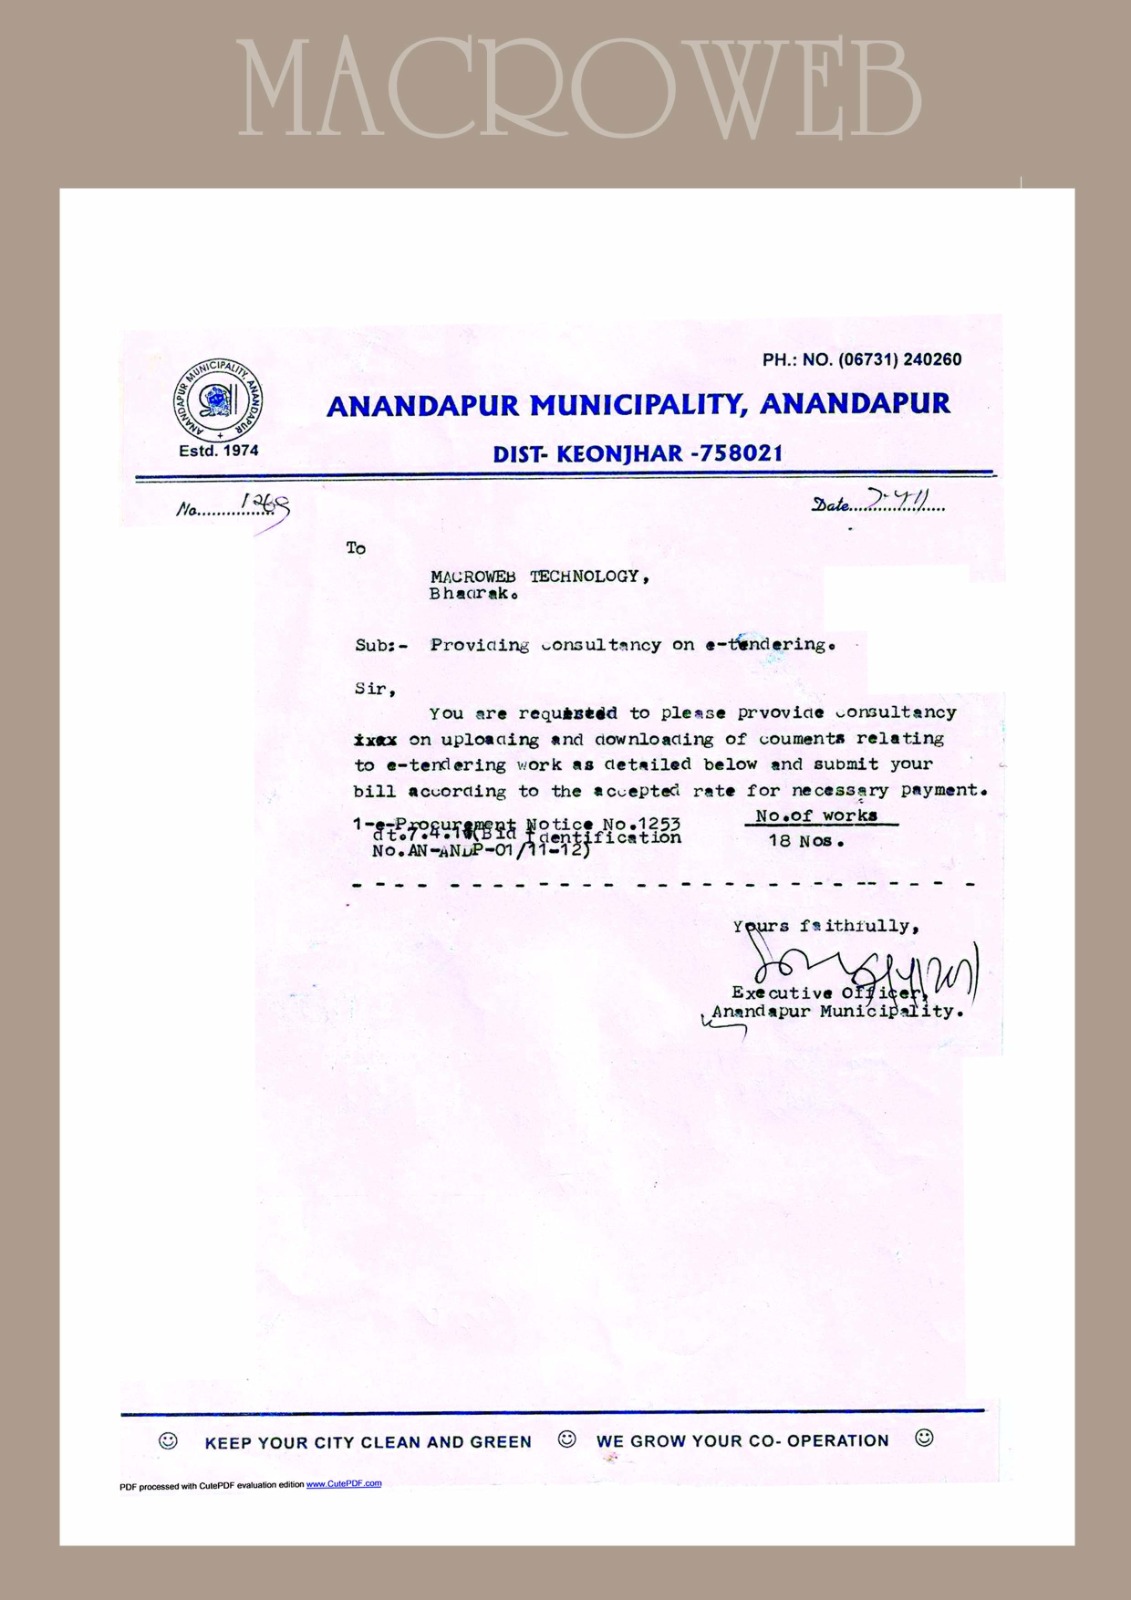 MACROWEB
PH.: NO. (06731) 240260
ANANDAPUR MUNICIPALITY, ANANDAPUR
ANANDAPUR MUNICIPALITY, ANANDAPUR
Estd. 1974
DIST- KEONJHAR -758021
No...............1268
Date...7-4-11......
To
MACROWEB TECHNOLOGY,
Bhadrak.
Sub:- Providing consultancy on e-tendering.
Sir,
You are requested to please prvovide consultancy
ixex on uploading and downloading of couments relating
to e-tendering work as detailed below and submit your
bill according to the accepted rate for necessary payment.
No.of works
1-e-Procurement Notice No.1253
dt.7.4.11(Bid Identification
18 Nos.
No.AN-ANDP-01/11-12)
Yours faithfully,
Executive Officer,
Anandapur Municipality.
KEEP YOUR CITY CLEAN AND GREEN WE GROW YOUR CO- OPERATION
PDF processed with CutePDF evaluation edition www.CutePDF.com